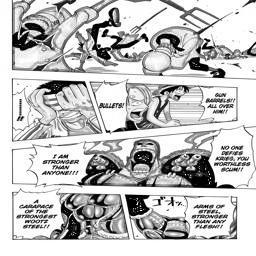 GUN
BARRELS!!
ALL OVER
HIM!!
BULLETS!
NO ONE
DEFIES
KRIEG, YOU
WORTHLESS
SCUM!!
I AM
STRONGER
THAN
ANYONE!!!
ARMS OF
STEEL,
STRONGER
THAN ANY
FLESH!!
A
CARAPACE
OF THE
STRONGEST
WOOTZ
STEEL!!